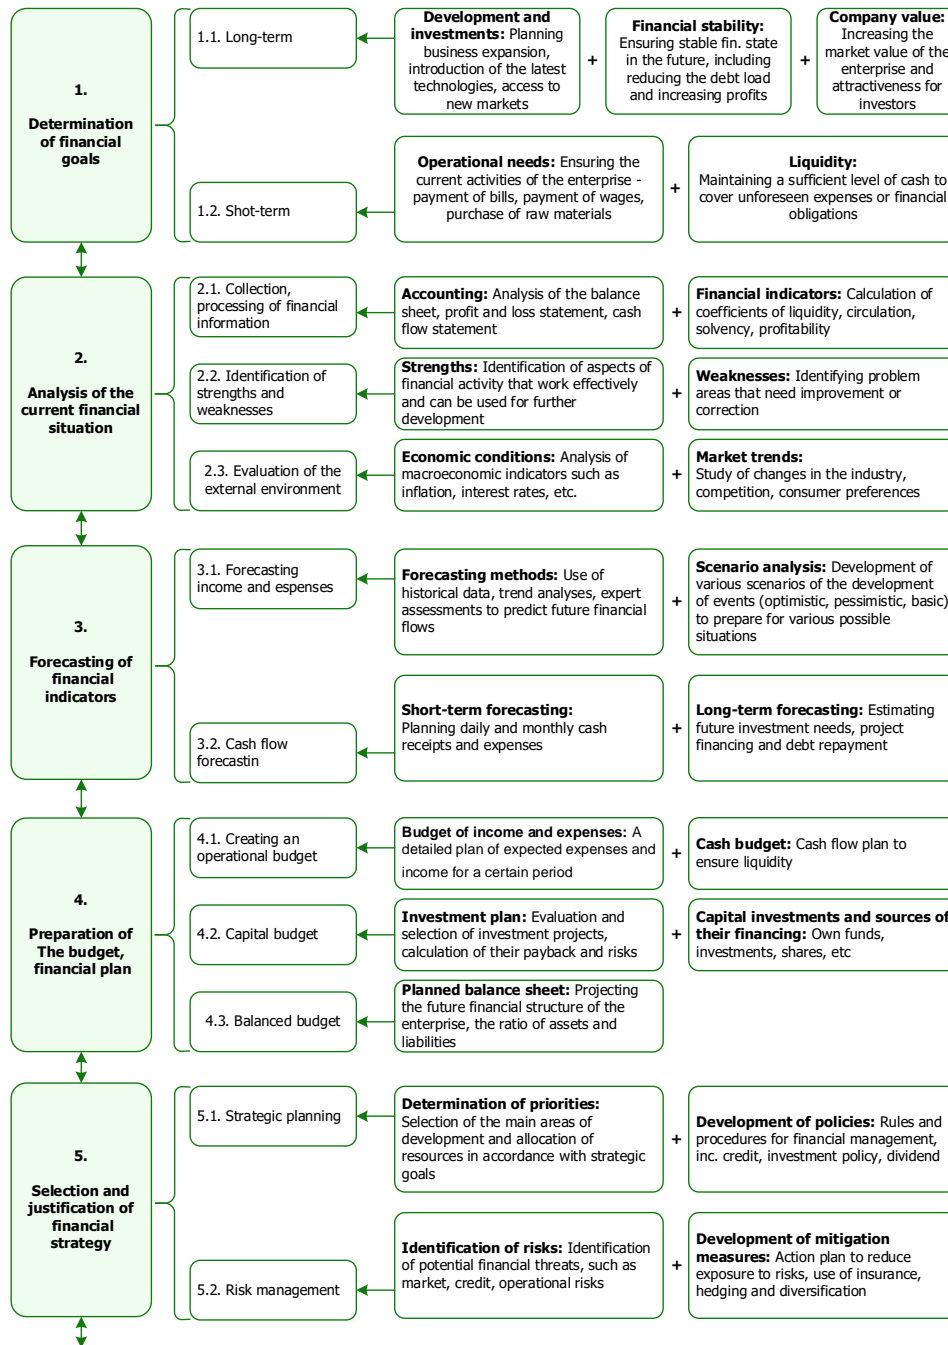 1.
Determination
of financial
goals
1.1. Long-term
Development and
investments: Planning
business expansion,
introduction of the latest
technologies, access to
new markets
+
Financial stability:
Ensuring stable fin. state
in the future, including
reducing the debt load
and increasing profits
+
Company value:
Increasing the
market value of the
enterprise and
attractiveness for
investors
1.2. Shot-term
Operational needs: Ensuring the
current activities of the enterprise -
payment of bills, payment of wages,
purchase of raw materials
+
Liquidity:
Maintaining a sufficient level of cash to
cover unforeseen expenses or financial
obligations
2.
Analysis of the
current financial
situation
2.1. Collection,
processing of financial
information
Accounting: Analysis of the balance
sheet, profit and loss statement, cash
flow statement
+
Financial indicators: Calculation of
coefficients of liquidity, circulation,
solvency, profitability
2.2. Identification of
strengths and
weaknesses
Strengths: Identification of aspects of
financial activity that work effectively
and can be used for further
development
+
Weaknesses: Identifying problem
areas that need improvement or
correction
2.3. Evaluation of the
external environment
Economic conditions: Analysis of
macroeconomic indicators such as
inflation, interest rates, etc.
+
Market trends:
Study of changes in the industry,
competition, consumer preferences
3.
Forecasting of
financial
indicators
3.1. Forecasting
income and espenses
Forecasting methods: Use of
historical data, trend analyses, expert
assessments to predict future financial
flows
+
Scenario analysis: Development of
various scenarios of the development
of events (optimistic, pessimistic, basic)
to prepare for various possible
situations
3.2. Cash flow
forecastin
Short-term forecasting:
Planning daily and monthly cash
receipts and expenses
+
Long-term forecasting: Estimating
future investment needs, project
financing and debt repayment
4.
Preparation of
The budget,
financial plan
4.1. Creating an
operational budget
Budget of income and expenses: A
detailed plan of expected expenses and
income for a certain period
+
Cash budget: Cash flow plan to
ensure liquidity
4.2. Capital budget
Investment plan: Evaluation and
selection of investment projects,
calculation of their payback and risks
+
Capital investments and sources of
their financing: Own funds,
investments, shares, etc
4.3. Balanced budget
Planned balance sheet: Projecting
the future financial structure of the
enterprise, the ratio of assets and
liabilities
5.
Selection and
justification of
financial
strategy
5.1. Strategic planning
Determination of priorities:
Selection of the main areas of
development and allocation of
resources in accordance with strategic
goals
+
Development of policies: Rules and
procedures for financial management,
inc. credit, investment policy, dividend
5.2. Risk management
Identification of risks: Identification
of potential financial threats, such as
market, credit, operational risks
+
Development of mitigation
measures: Action plan to reduce
exposure to risks, use of insurance,
hedging and diversification